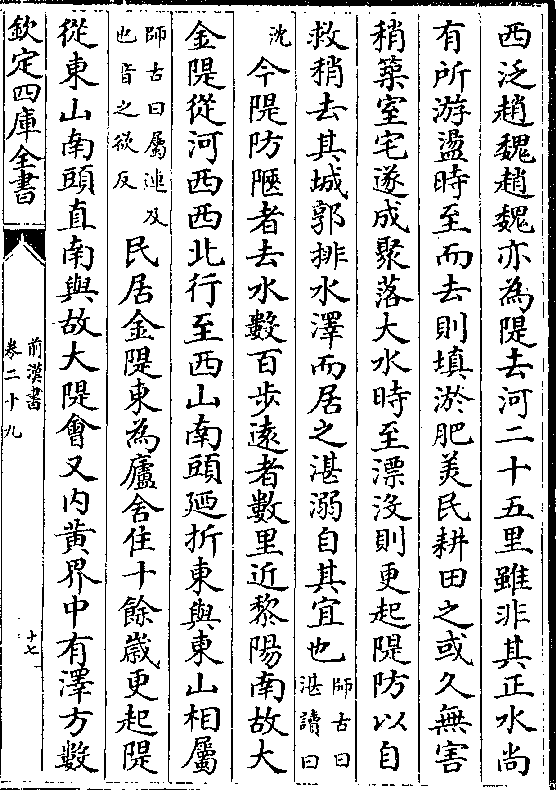 西泛趙魏趙魏亦為隄去河二十五里雖非其正水尚
有所游盪時至而去則填淤肥美民耕田之或久無害
稍築室宅遂成聚落大水時至漂没則更起隄防以自
救稍去其城郭排水澤而居之湛溺自其宜也師古曰湛讀曰
沈今隄防陿者去水數百步遠者數里近黎陽南故大
金隄從河西西北行至西山南頭廼折東與東山相屬
師古曰屬連及也音之欲反民居金隄東為廬舍住十餘歲更起隄
從東山南頭直南與故大隄會又内黄界中有澤方數
欽定四庫全書
前漢書
卷二十九
十七